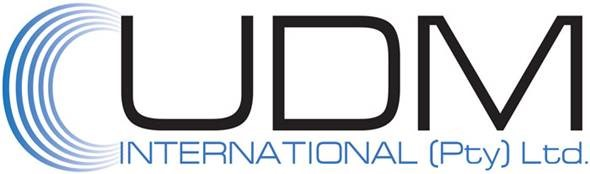 UDM
INTERNATIONAL (Pty) Ltd.